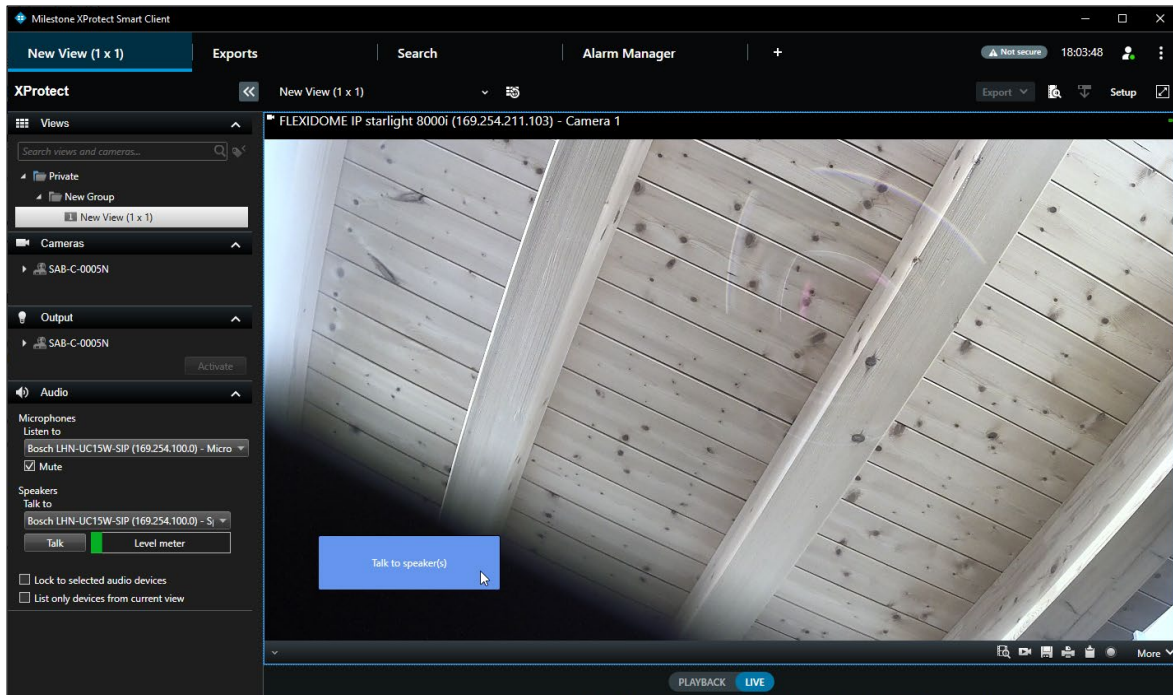 Milestone XProtect Smart Client
New View (1 x 1)
Exports
Search
Alarm Manager
+
Not secure
18:03:48
XProtect
New View (1 x 1)
Export
Setup
Views
Search views and cameras...
Private
New Group
1 New View (1 x 1)
Cameras
SAB-C-0005N
Output
SAB-C-0005N
Activate
Audio
Microphones
Listen to
Bosch LHN-UC15W-SIP (169.254.100.0) - Micro
Mute
Speakers
Talk to
Bosch LHN-UC15W-SIP (169.254.100.0) - Sp
Talk
Level meter
Lock to selected audio devices
List only devices from current view
FLEXIDOME IP starlight 8000i (169.254.211.103) - Camera 1
Talk to speaker(s)
More
PLAYBACK
LIVE